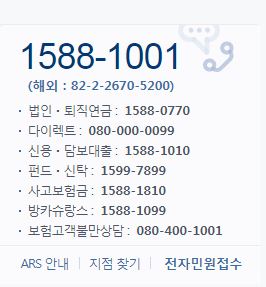 1588-1001
(해외 : 82-2-2670-5200)
· 법인 · 퇴직연금 : 1588-0770
· 다이렉트 : 080-000-0099
· 신용 · 담보대출 : 1588-1010
· 펀드 · 신탁 : 1599-7899
· 사고보험금 : 1588-1810
· 방카슈랑스 : 1588-1099
· 보험고객불만상담 : 080-400-1001
ARS 안내 | 지점 찾기 | 전자민원접수